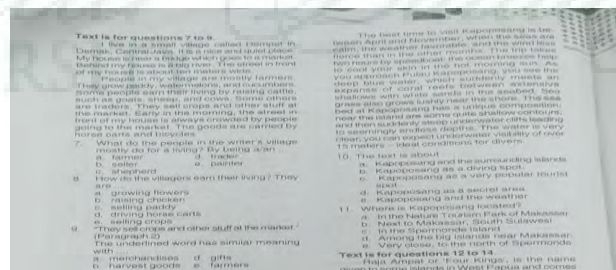 Text is for questions 7 to 9.
I live in a small village called Dempet in
Demak, Central Java. It is nice and quiet place.
My house is near a bridge which goes to a market.
Behind my house is a big river. The street in front
of my house is about ten meters wide.
People in my village are mostly farmers.
They grow paddy, watermelons, and cucumbers.
Some people earn their living by raising cattle,
such as goats, sheep, and cows. Some others
are traders. They sell crops and other stuff at
the market. Early in the morning, the street in
front of my house is always crowded by people
going to the market. The goods are carried by
horse carts and bicycles.
7. What do the people in the writer's village
mostly do for a living? By being a/an
a. farmer d. trader
b. seller e. painter
c. shepherd
8. How do the villagers earn their living? They
are
a. growing flowers
b. raising chicken
c. selling paddy
d. driving horse carts
e. selling crops
9. "They sell crops and other stuff at the market."
(Paragraph 2)
The underlined word has similar meaning
with
a. merchandises d. gifts
b. harvest goods e. farmers
The best time to visit Kapoposang is be-
tween April and November, when the seas are
calm, the weather favorable, and the wind less
fierce than in the other months. The trip takes
two hours by speedboat; the ocean breeze help
to cool your skin in the hot morning sun. As
you approach Pulau Kapoposang, you see the
deep blue water, which suddenly meets an
expanse of coral reefs between extensive
shallows with white sands in the seabed. Sea
grass also grows lushly near the shore. The sea
bed at Kapoposang has a unique composition:
near the island are some quite shallow contours,
and then suddenly steep underwater cliffs leading
to seemingly endless depths. The water is very
clear, you can expect underwater visibility of over
15 meters – ideal conditions for divers.
10. The text is about
a. Kapoposang and the surrounding islands
b. Kapoposang as a diving spot
c. Kapoposang as a very popular tourist
spot
d. Kapoposang as a secret area
e. Kapoposang and the weather
11. Where is Kapoposang located?
a. In the Nature Tourism Park of Makassar
b. Next to Makassar, South Sulawesi
c. In the Spermonde Island
d. Among the big islands near Makassar
e. Very close, to the north of Spermonde
Text is for questions 12 to 14.
Raja Ampat or 'Four Kings', is the name
given to some islands in West Papua and comes